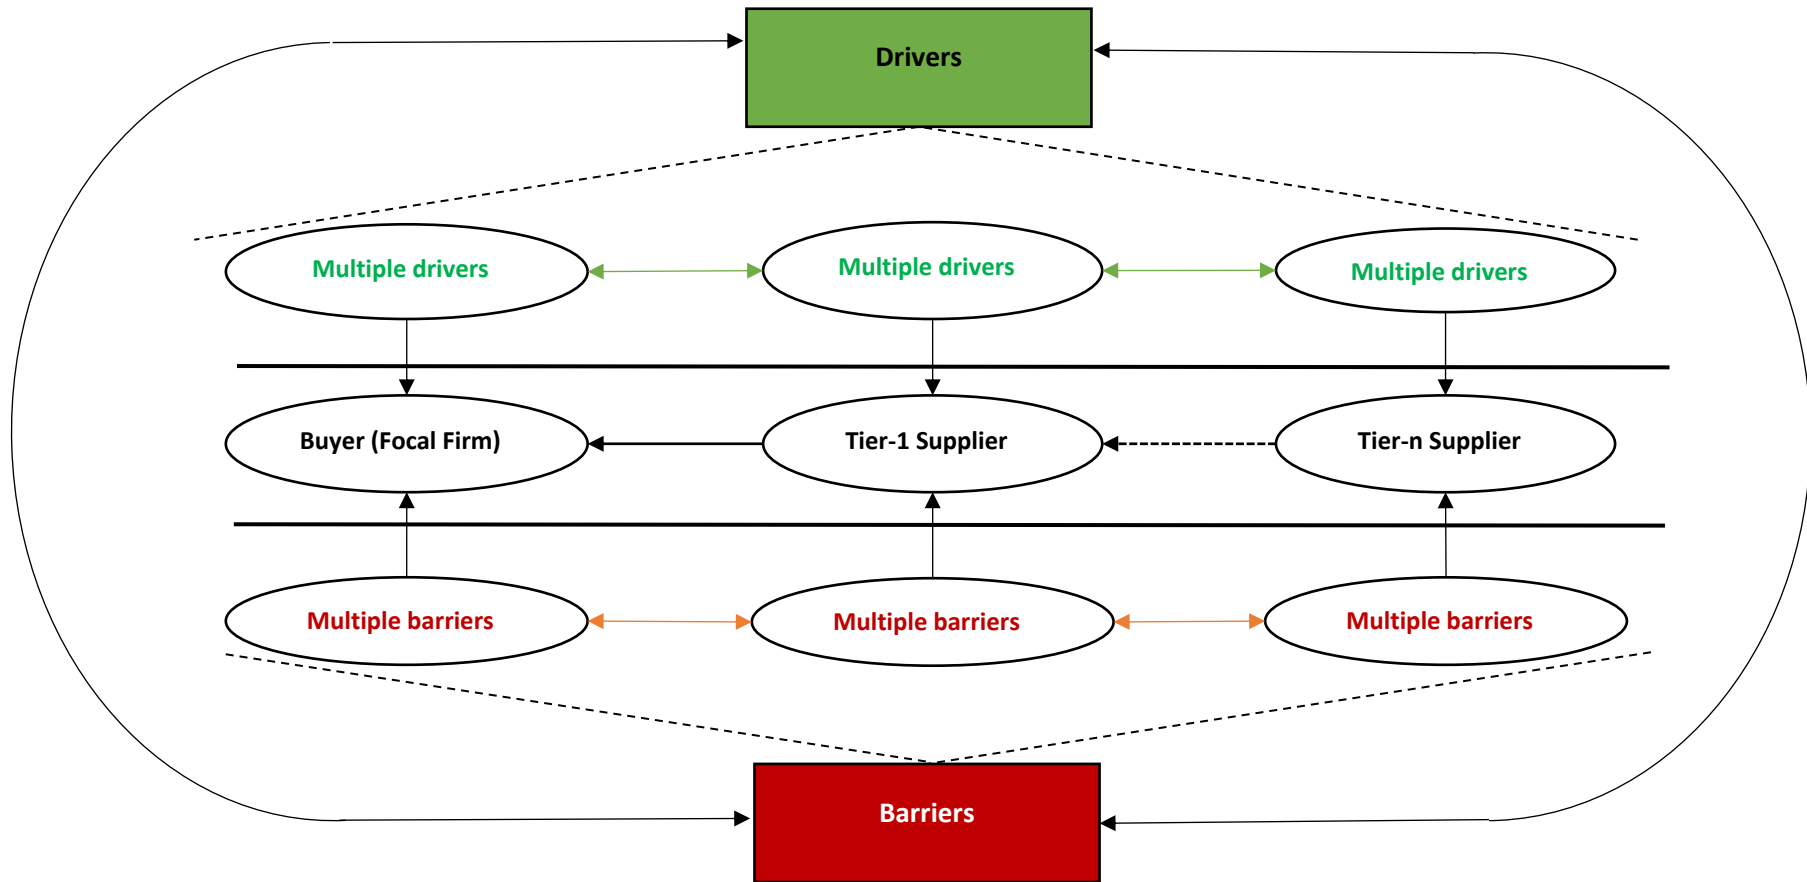 Drivers
Multiple drivers
Multiple drivers
Multiple drivers
Buyer (Focal Firm)
Tier-1 Supplier
Tier-n Supplier
Multiple barriers
Multiple barriers
Multiple barriers
Barriers